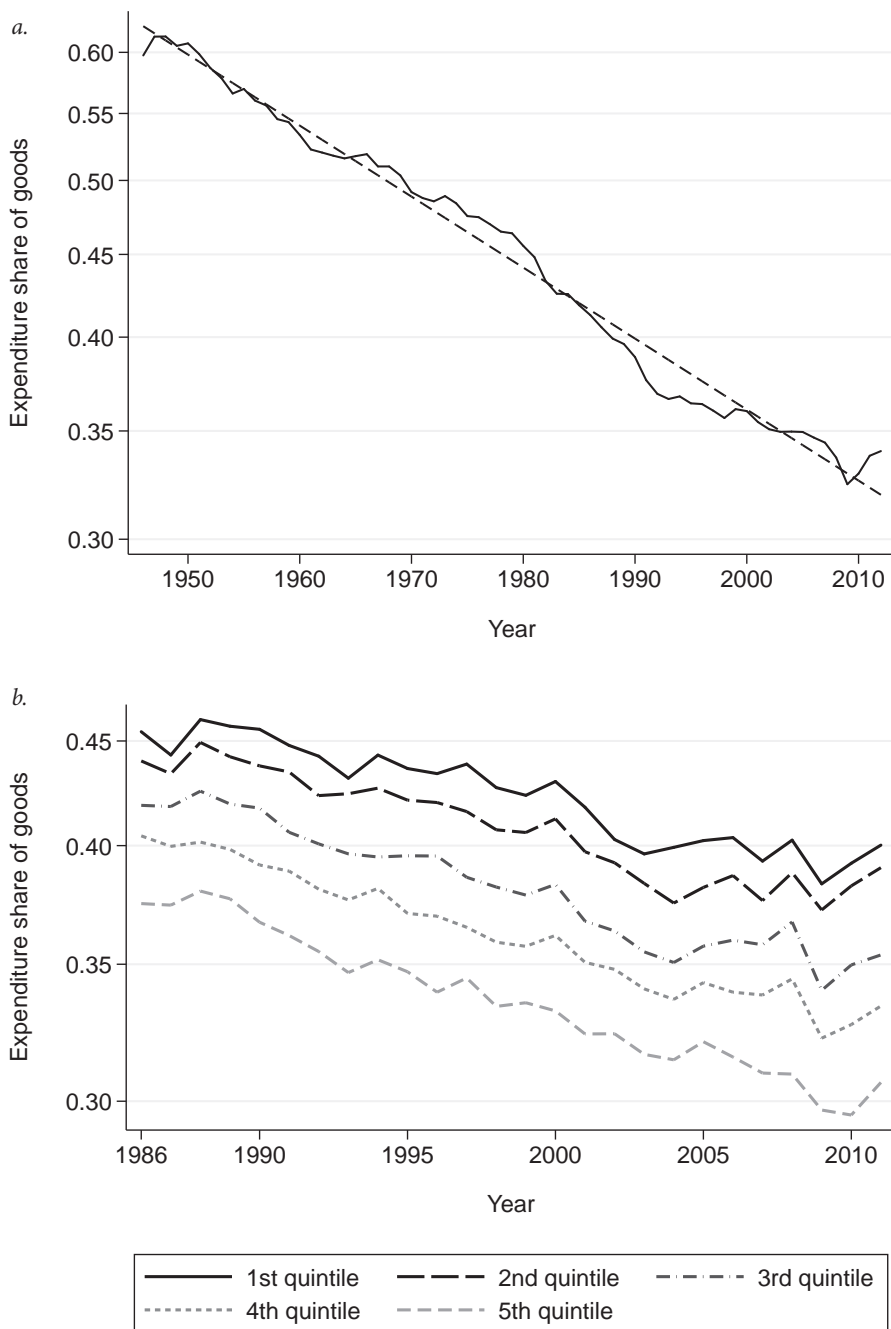 a.
Expenditure share of goods
0.60
0.55
0.50
0.45
0.40
0.35
0.30
1950 1960 1970 1980 1990 2000 2010
Year
b.
Expenditure share of goods
0.45
0.40
0.35
0.30
1986 1990 1995 2000 2005 2010
Year
1st quintile 2nd quintile 3rd quintile
4th quintile 5th quintile